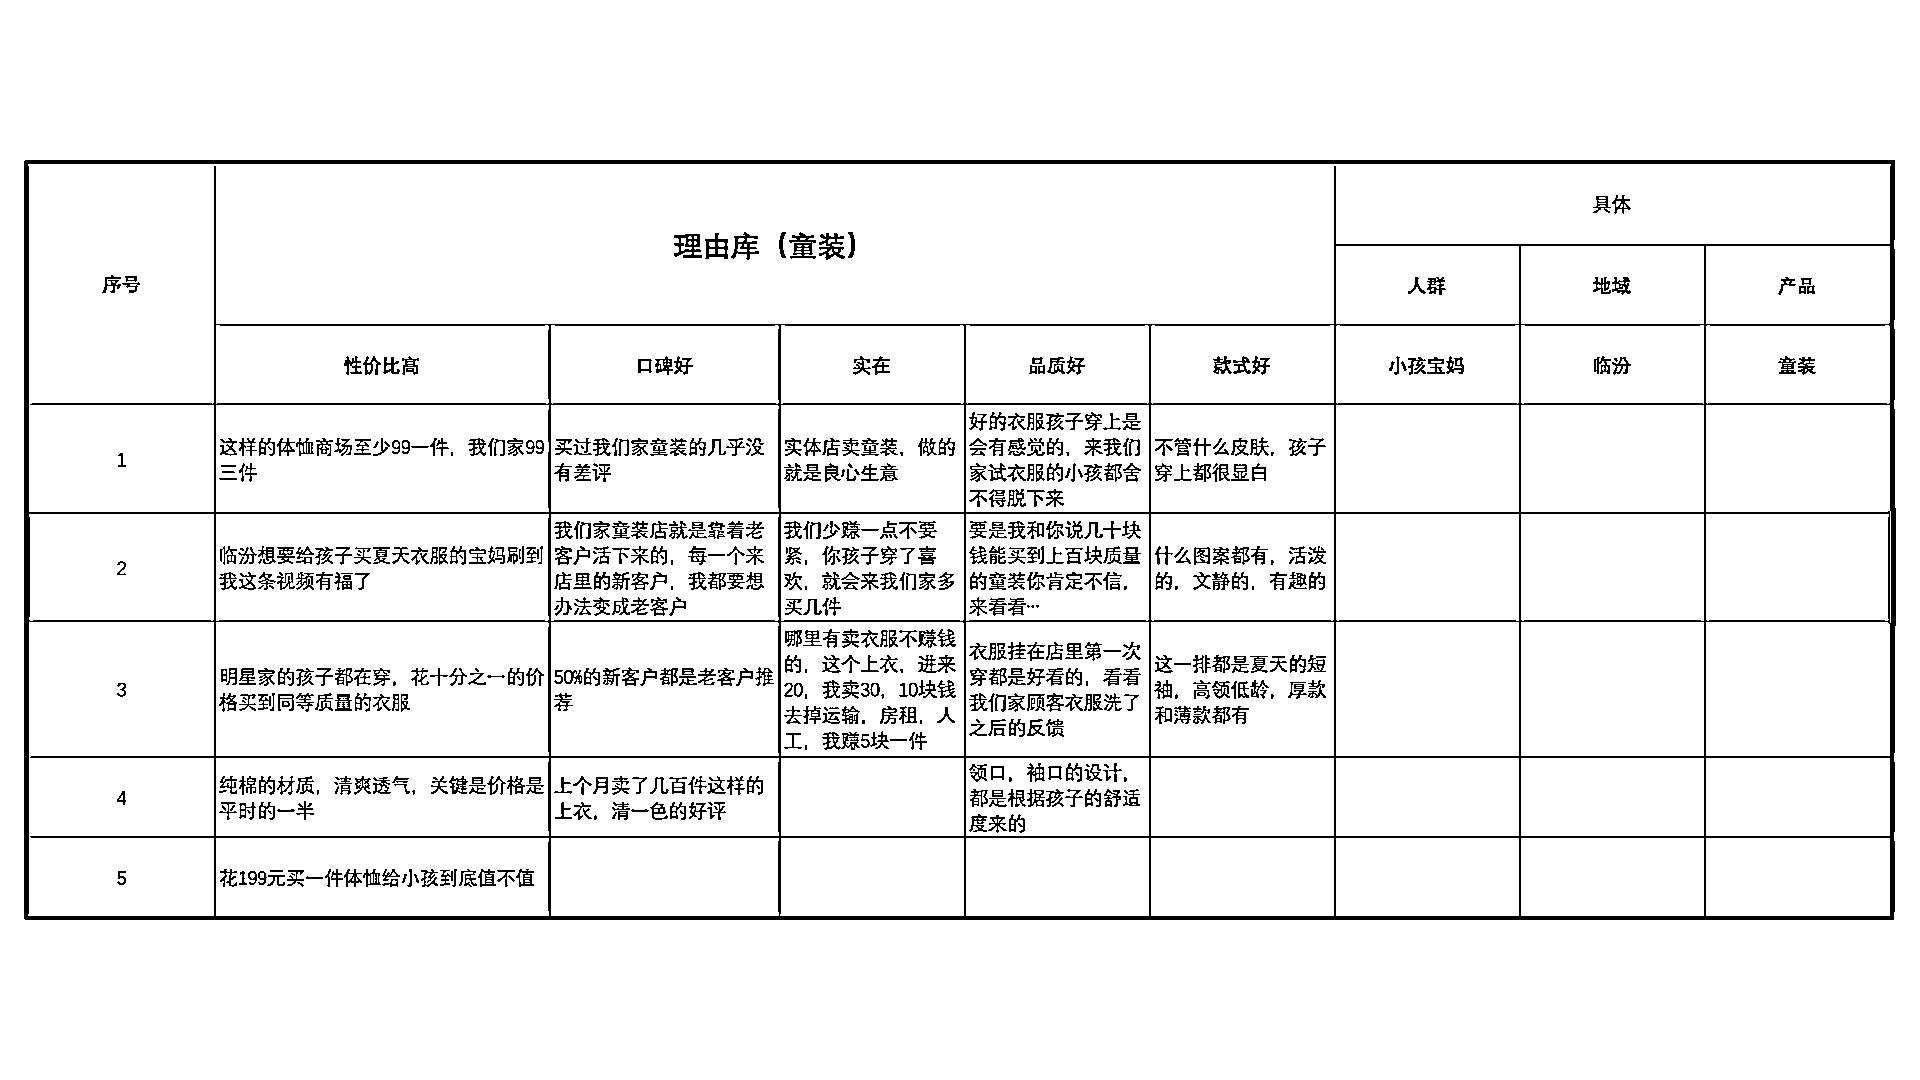 序号
理由库（童装）
具体
人群
地域
产品
性价比高
口碑好
实在
品质好
款式好
小孩宝妈
临汾
童装
1
这样的体恤商场至少99一件，我们家99
三件
买过我们家童装的几乎没
有差评
实体店卖童装，做的
就是良心生意
好的衣服孩子穿上是
会有感觉的，来我们
家试衣服的小孩都舍
不得脱下来
不管什么皮肤，孩子
穿上都很显白
2
临汾想要给孩子买夏天衣服的宝妈刷到
我这条视频有福了
我们家童装店就是靠着老
客户活下来的，每一个来
店里的新客户，我都要想
办法变成老客户
我们少赚一点不要
紧，你孩子穿了喜
欢，就会来我们家多
买几件
要是我和你说几十块
钱能买到上百块质量
的童装你肯定不信，
来看看…
什么图案都有，活泼
的，文静的，有趣的
3
明星家的孩子都在穿，花十分之一的价
格买到同等质量的衣服
50%的新客户都是老客户推
荐
哪里有卖衣服不赚钱
的，这个上衣，进来
20，我卖30，10块钱
去掉运输，房租，人
工，我赚5块一件
衣服挂在店里第一次
穿都是好看的，看看
我们家顾客衣服洗了
之后的反馈
这一排都是夏天的短
袖，高领低龄，厚款
和薄款都有
4
纯棉的材质，清爽透气，关键是价格是
平时的一半
上个月卖了几百件这样的
上衣，清一色的好评
领口，袖口的设计，
都是根据孩子的舒适
度来的
5
花199元买一件体恤给小孩到底值不值